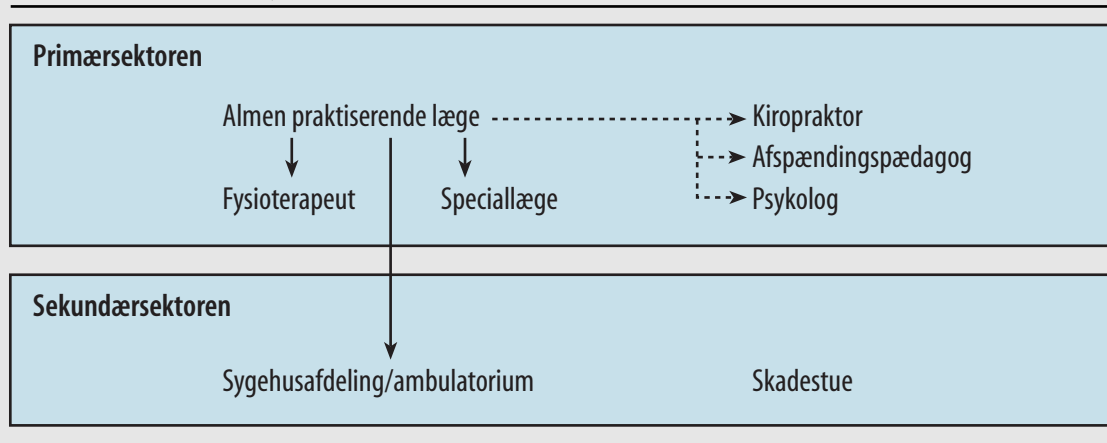 Primærsektoren
Almen praktiserende læge
Kiropraktor
Afspændingspædagog
Fysioterapeut
Speciallæge
Psykolog
Sekundærsektoren
Sygehusafdeling/ambulatorium
Skadestue